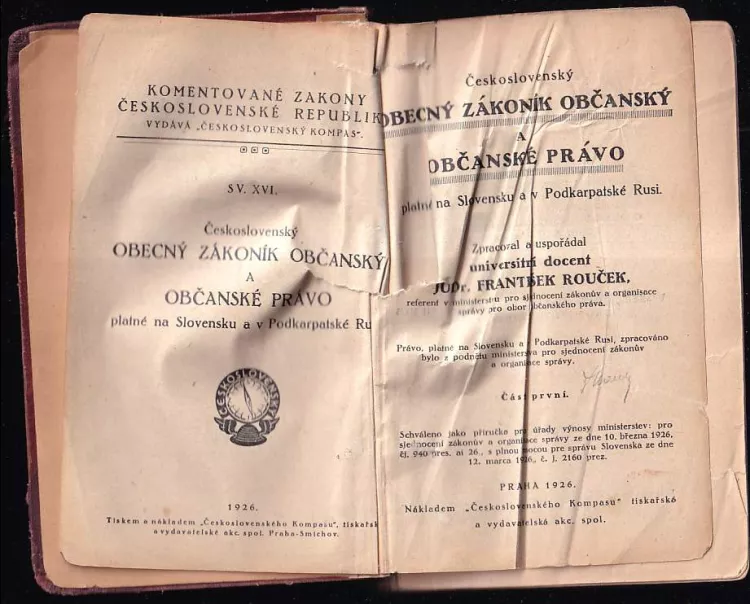 KOMENTOVANÉ ZAKONY
ČESKOSLOVENSKÉ REPUBLIK
VYDÁVÁ „ČESKOSLOVENSKÝ KOMPAS“.
SV. XVI.
Československý
OBECNÝ ZÁKONÍK OBČANSKÝ
A
OBČANSKÉ PRÁVO
platné na Slovensku a v Podkarpatské Ru
ČESKOSLOVENSKÝ
1926.
Tiskem a nákladem „Československého Kompasu“, tiskařsk
a vydavatelské akc. spol. Praha-Smíchov.
Československý
OBECNÝ ZÁKONÍK OBČANSKÝ
A
OBČANSKÉ PRÁVO
platné na Slovensku a v Podkarpatské Rusi.
Zpracoval a uspořádal
universitní docent
JUDr. FRANTIŠEK ROUČEK,
referent v ministerstvu pro sjednocení zákonův a organisace
správy pro obor občanského práva.
Právo, platné na Slovensku a v Podkarpatské Rusi, zpracováno
bylo z podnětu ministerstva pro sjednocení zákonův
a organisace správy.
Část první.
Schváleno jako příručka pro úřady výnosy ministerstev: pro
sjednocení zákonův a organisace správy ze dne 10. března 1926,
čl. 940 pres. ai 26., s plnou mocou pre správu Slovenska ze dne
12. marca 1926, č. j. 2160 prez.
PRAHA 1926.
Nákladem „Československého Kompasu“ tiskařské
a vydavatelská akc. spol.